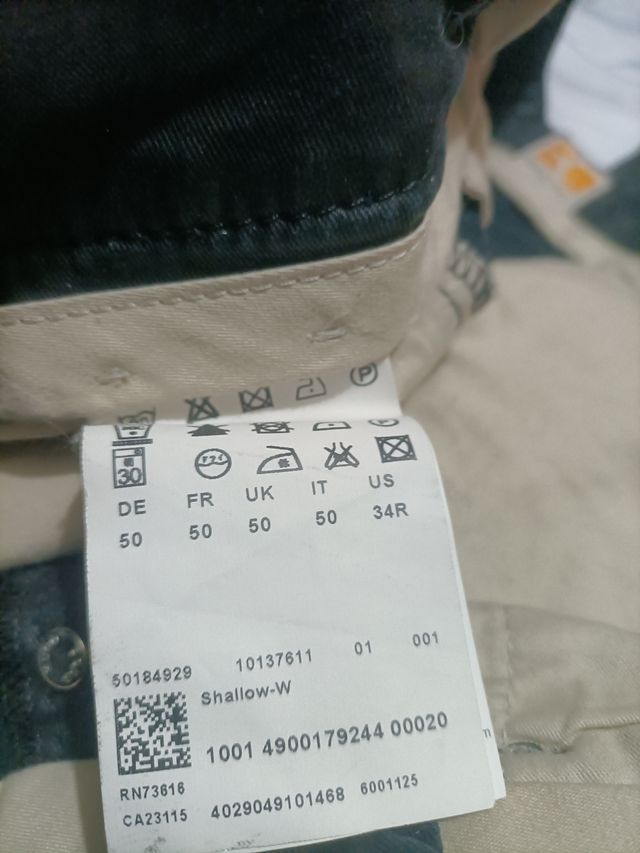 P
30
DE FR UK IT US
50 50 50 50 34R
50184929 10137611 01 001
Shallow-W
1001 4900179244 00020
RN73616
CA23115 4029049101468 6001125